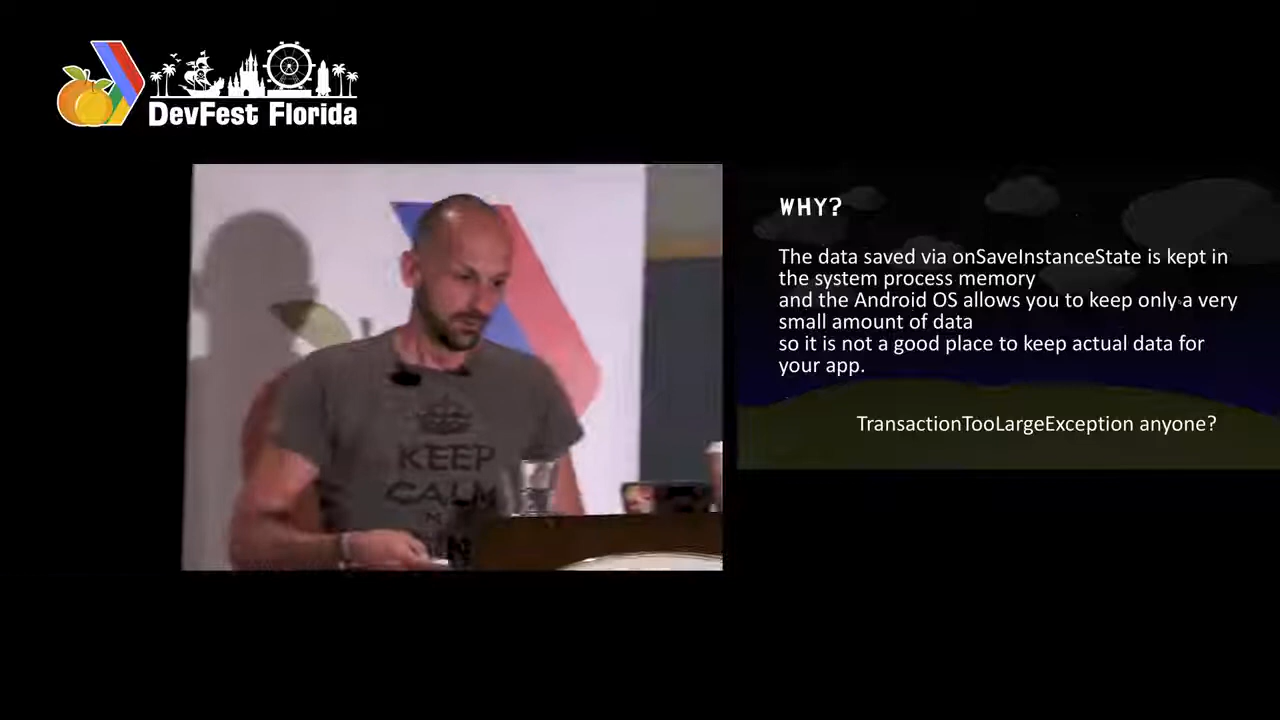 DevFest Florida
WHY?
The data saved via onSaveInstanceState is kept in
the system process memory
and the Android OS allows you to keep only a very
small amount of data
so it is not a good place to keep actual data for
your app.
TransactionTooLargeException anyone?
KEEP
CALM